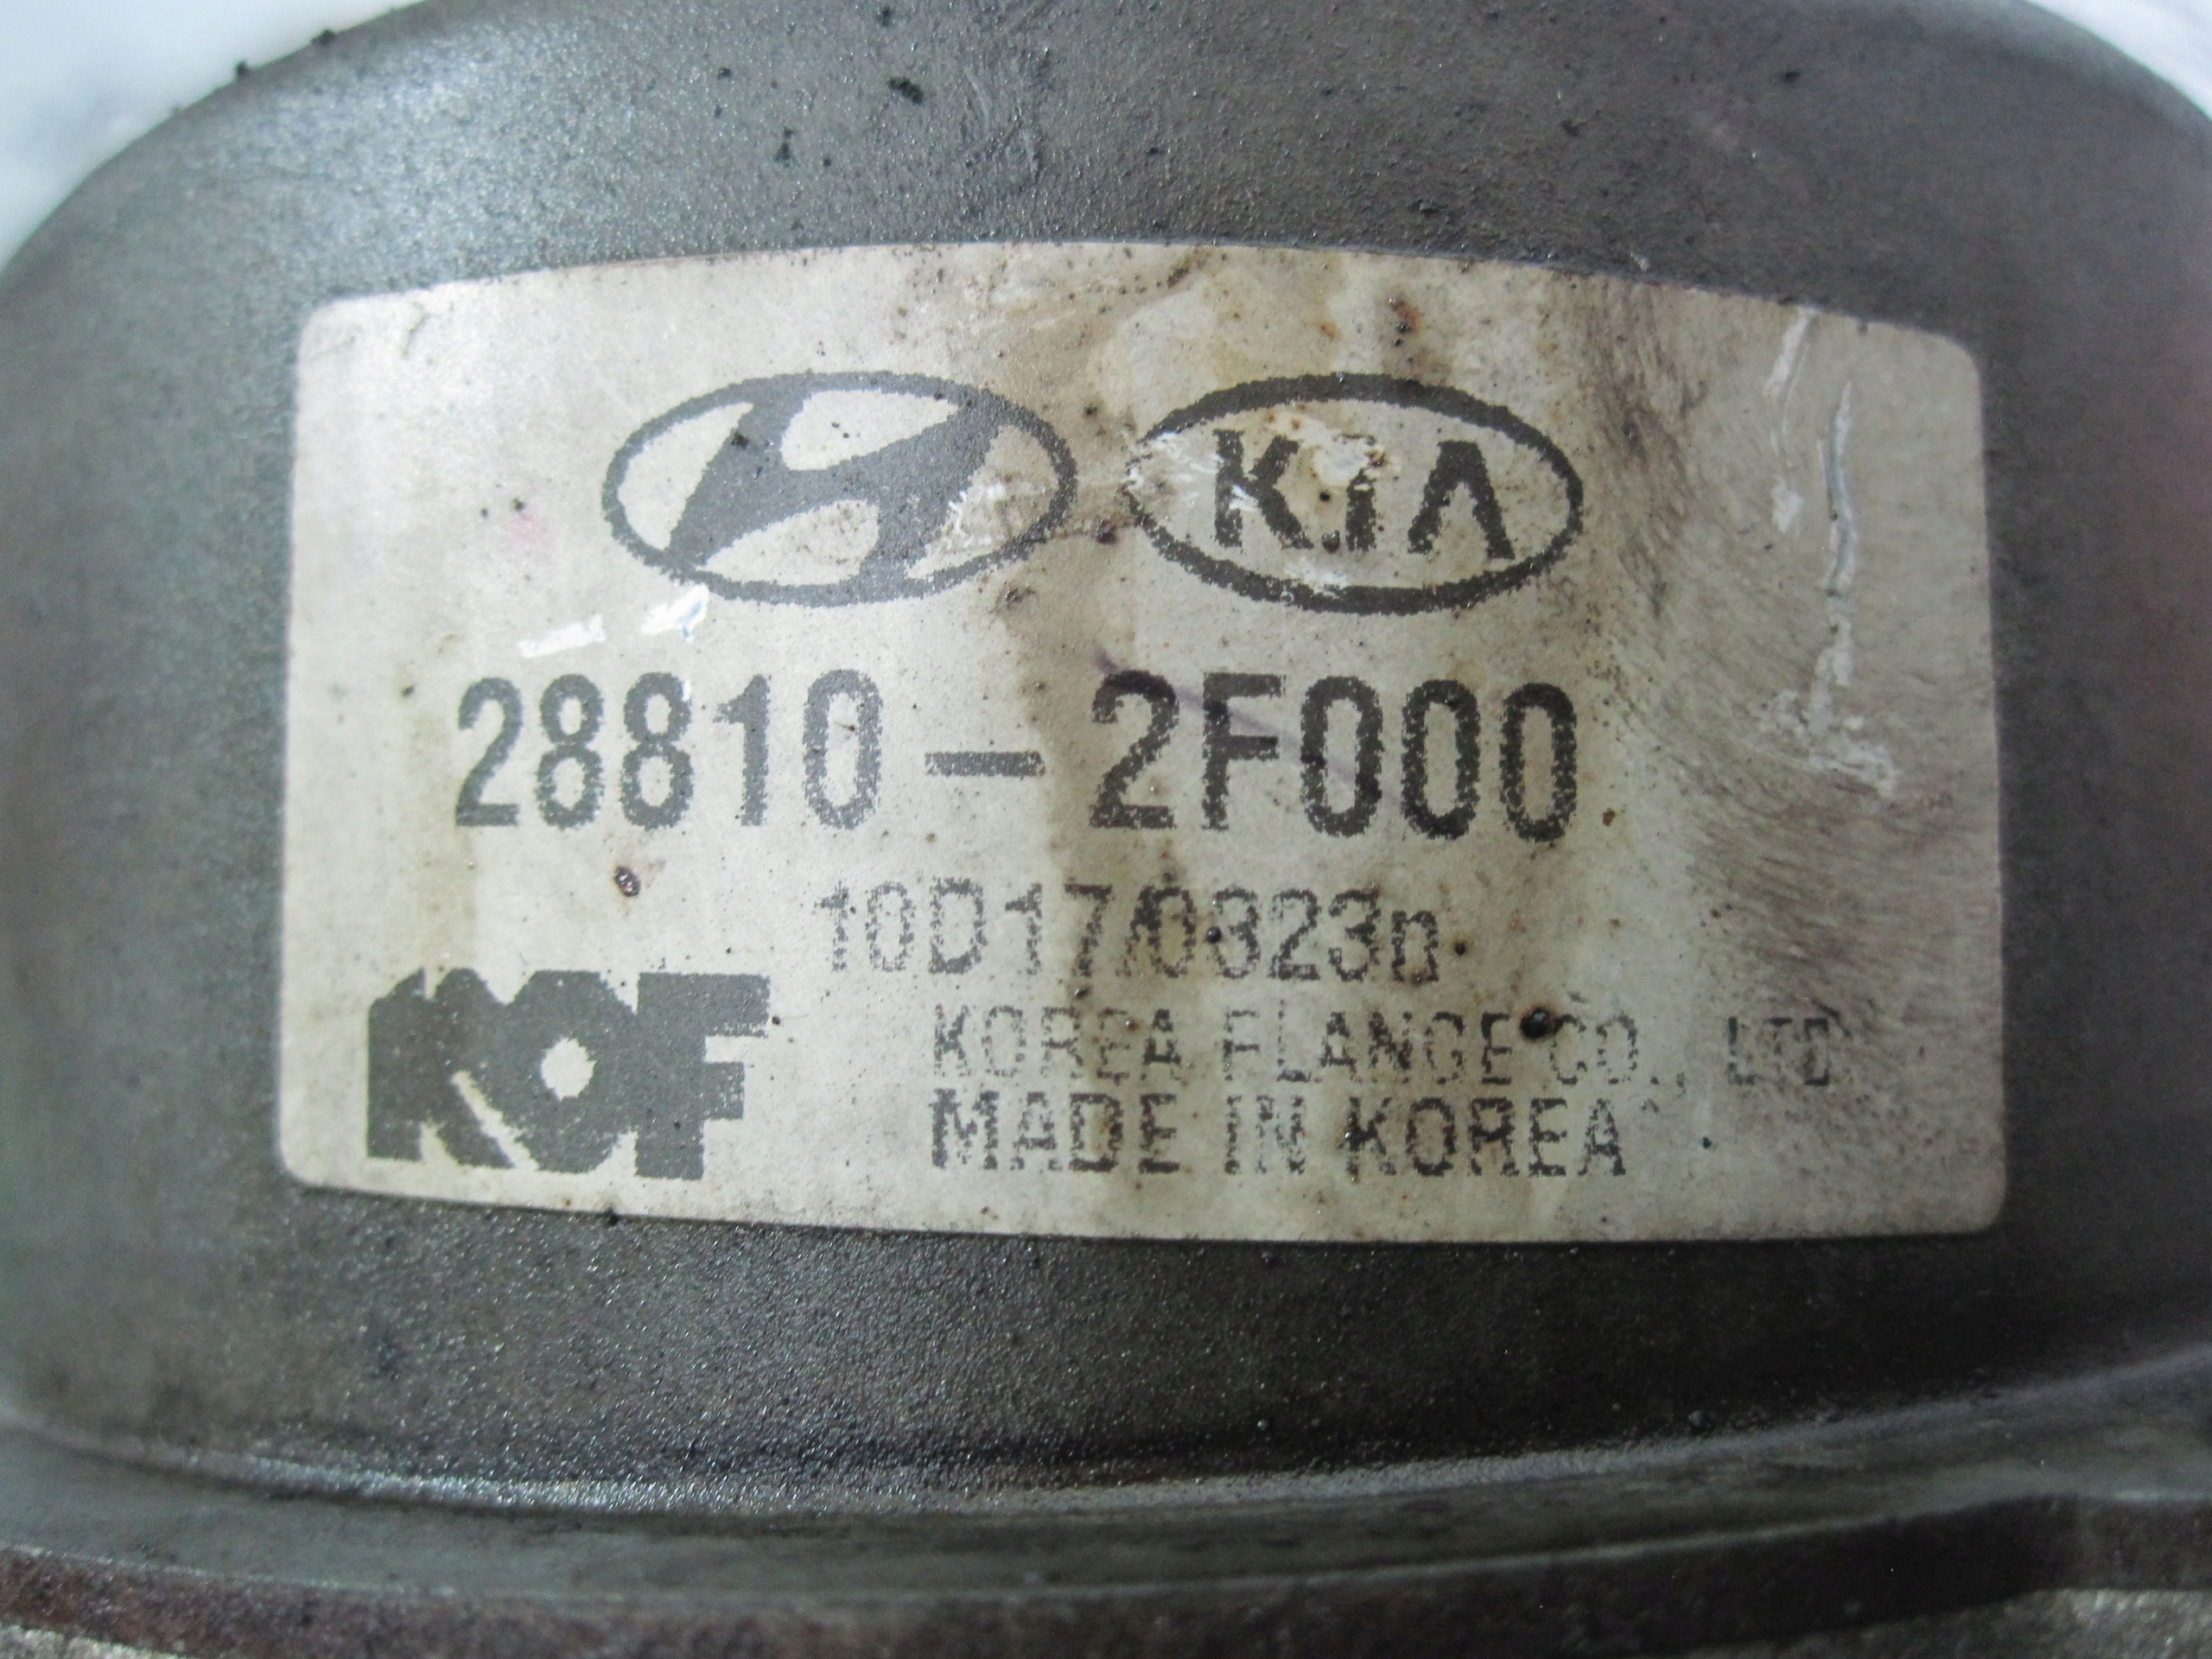 KIA
28810-2F000
10D17/0323n
KOF
KOREA FLANGE CO., LTD
MADE IN KOREA